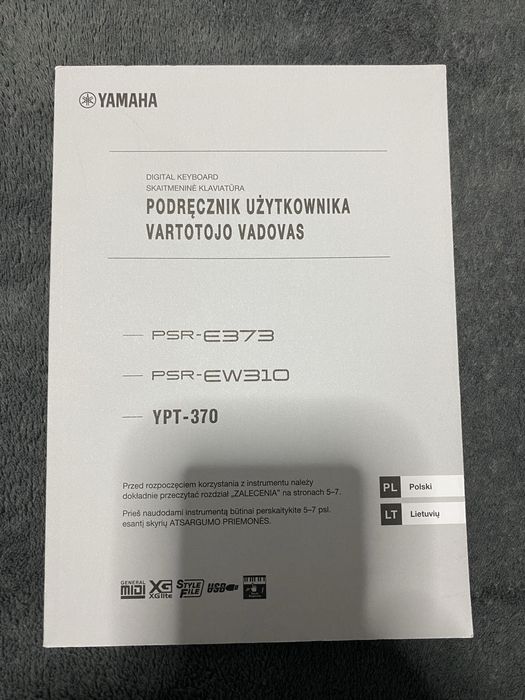 YAMAHA
DIGITAL KEYBOARD
SKAITMENINĖ KLAVIATŪRA
PODRĘCZNIK UŻYTKOWNIKA
VARTOTOJO VADOVAS
PSR-E373
PSR-EW310
YPT-370
Przed rozpoczęciem korzystania z instrumentu należy
dokładnie przeczytać rozdział „ZALECENIA” na stronach 5–7.
Prieš naudodami instrumentą būtinai perskaitykite 5–7 psl.
esantį skyrių ATSARGUMO PRIEMONĖS.
PL Polski
LT Lietuvių
GENERAL MIDI XG XGlite STYLE FILE USB